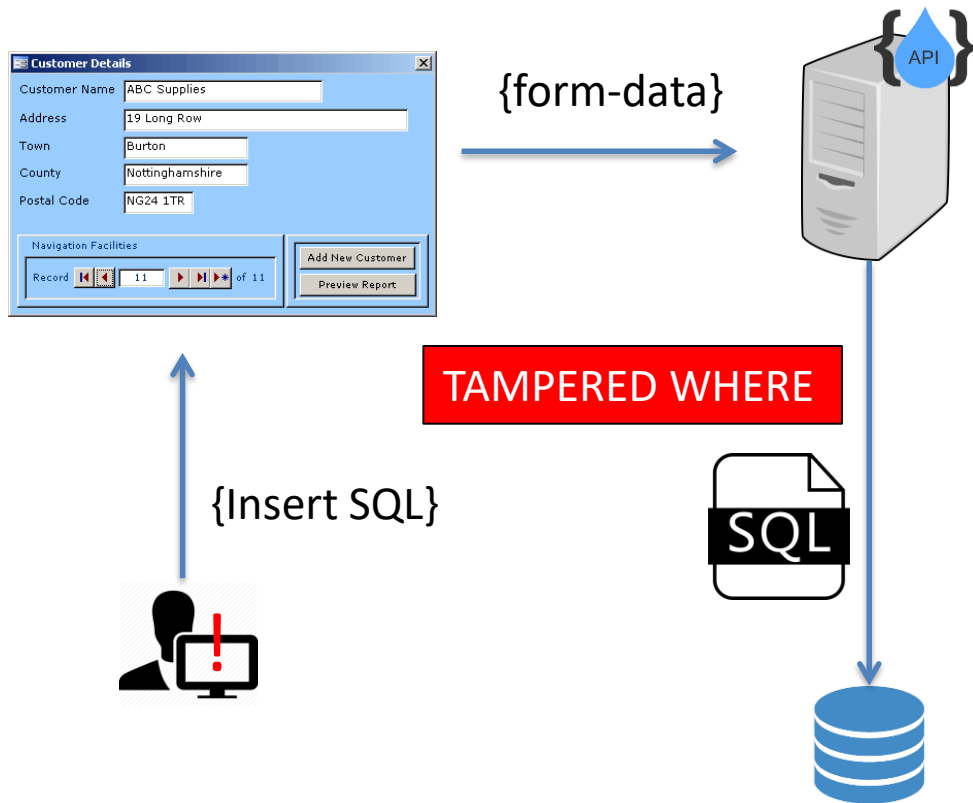 {API}
Customer Details
{form-data}
Customer Name ABC Supplies
Address 19 Long Row
Town Burton
County Nottinghamshire
Postal Code NG24 1TR
Navigation Facilities
Record 11 of 11
Add New Customer
Preview Report
TAMPERED WHERE
{Insert SQL}
SQL
!